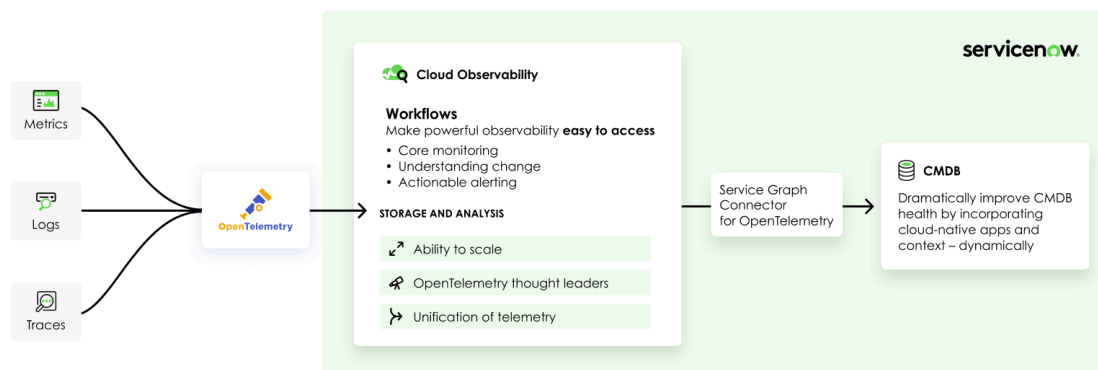 servicenow.
Cloud Observability
Metrics
Workflows
Make powerful observability easy to access
• Core monitoring
• Understanding change
• Actionable alerting
CMDB
Service Graph
Connector
for OpenTelemetry
Dramatically improve CMDB
health by incorporating
cloud-native apps and
context – dynamically
Logs
OpenTelemetry
STORAGE AND ANALYSIS
Ability to scale
OpenTelemetry thought leaders
Unification of telemetry
Traces